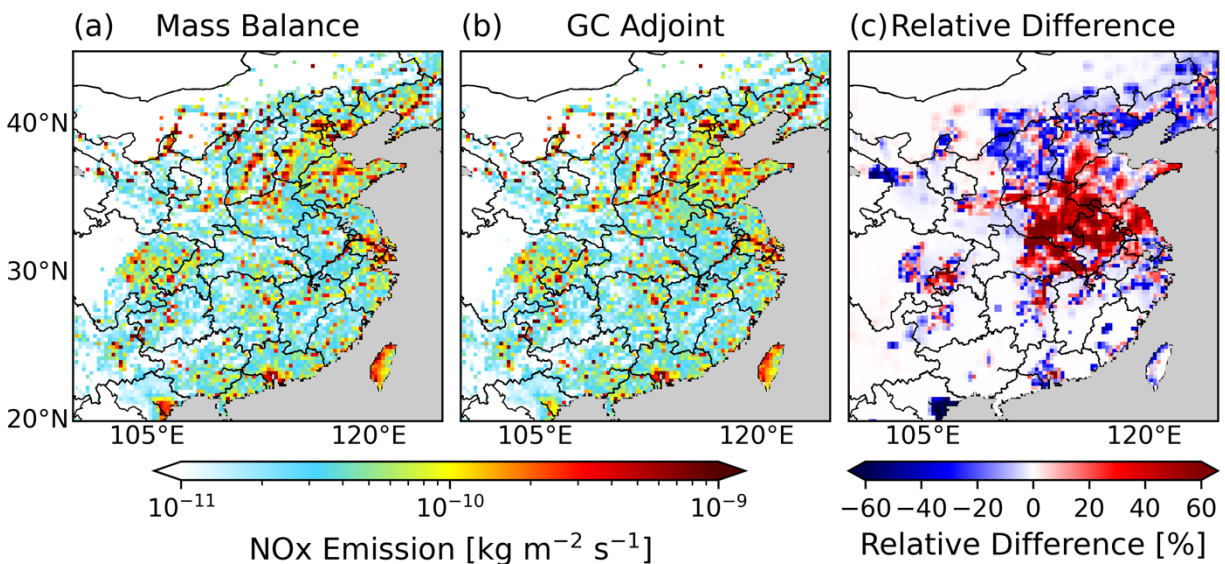 (a) Mass Balance (b) GC Adjoint (c) Relative Difference
40°N
30°N
20°N
105°E 120°E 105°E 120°E 105°E 120°E
10⁻¹¹ 10⁻¹⁰ 10⁻⁹ −60 −40 −20 0 20 40 60
NOx Emission [kg m⁻² s⁻¹] Relative Difference [%]